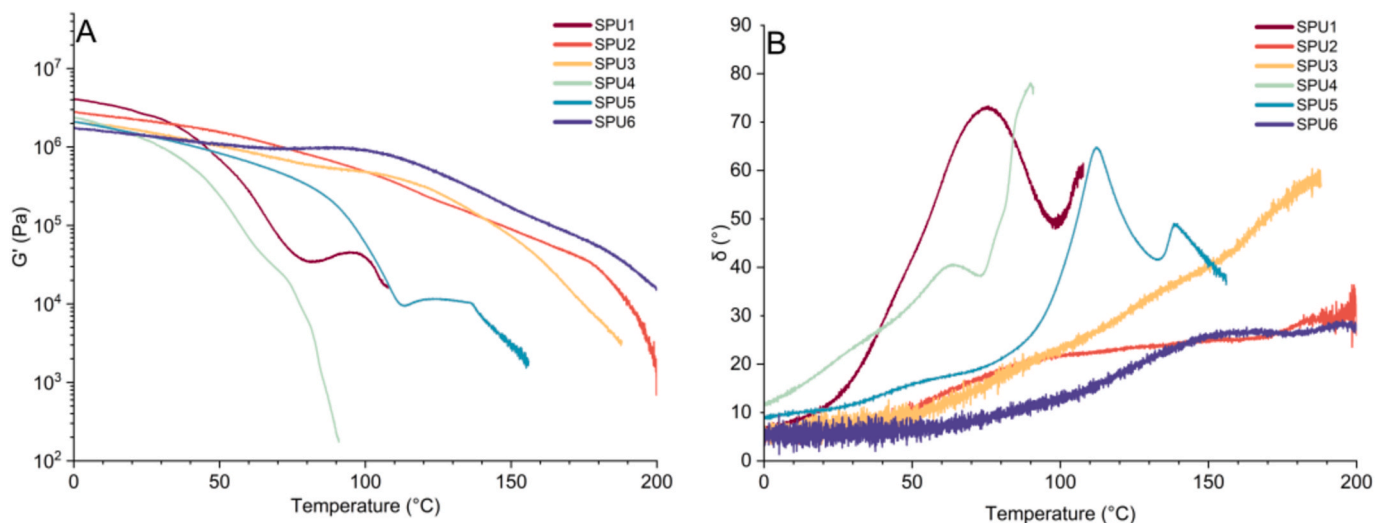 A
SPU1
SPU2
SPU3
SPU4
SPU5
SPU6
10⁷
10⁶
10⁵
10⁴
10³
10²
G' (Pa)
0 50 100 150 200
Temperature (°C)
B
SPU1
SPU2
SPU3
SPU4
SPU5
SPU6
90
80
70
60
50
40
30
20
10
0
δ (°)
0 50 100 150 200
Temperature (°C)